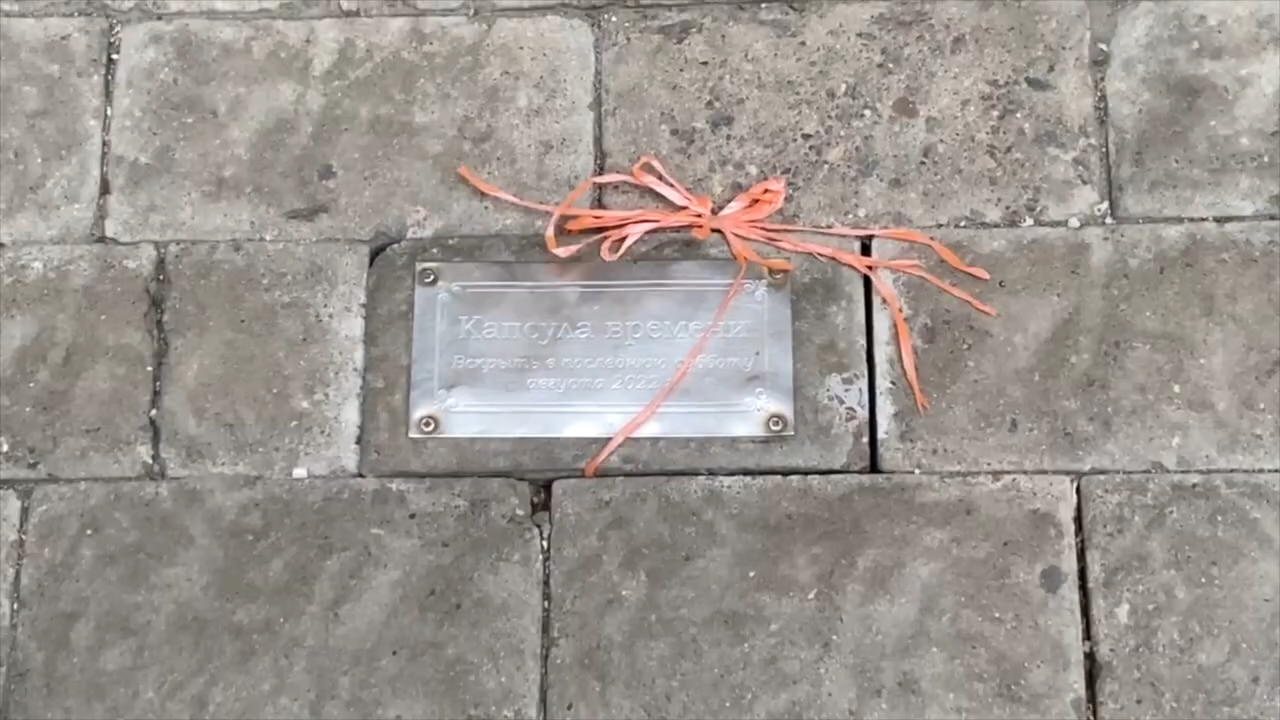 Капсула времени
Вскрыть в последнюю субботу
августа 2022